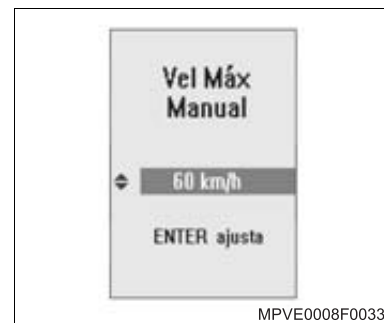 Vel Máx
Manual
60 km/h
ENTER ajusta
MPVE0008F0033